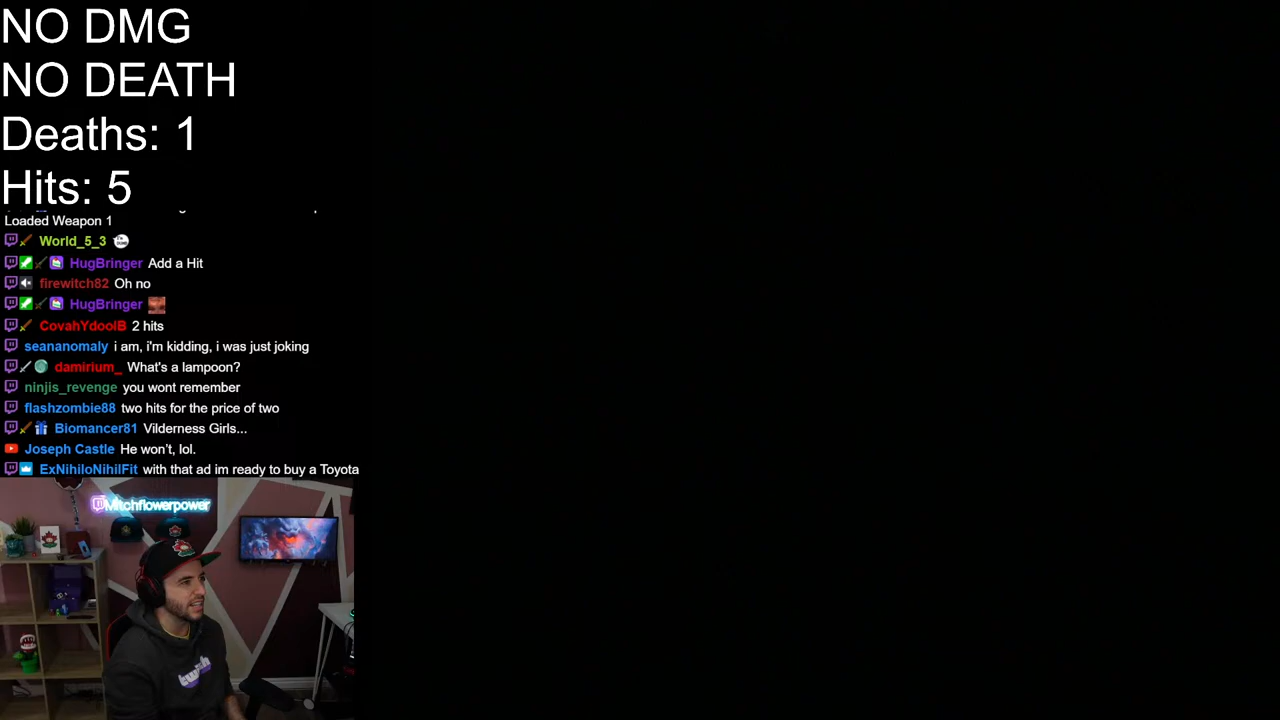 NO DMG
NO DEATH
Deaths: 1
Hits: 5
Loaded Weapon 1
World_5_3
HugBringer Add a Hit
firewitch82 Oh no
HugBringer
CovahYdoolB 2 hits
seananomaly i am, i'm kidding, i was just joking
damirium_ What's a lampoon?
ninjis_revenge you wont remember
flashzombie88 two hits for the price of two
Biomancer81 Vilderness Girls...
Joseph Castle He won't, lol.
ExNihiloNihilFit with that ad im ready to buy a Toyota
Mitchflowerpower